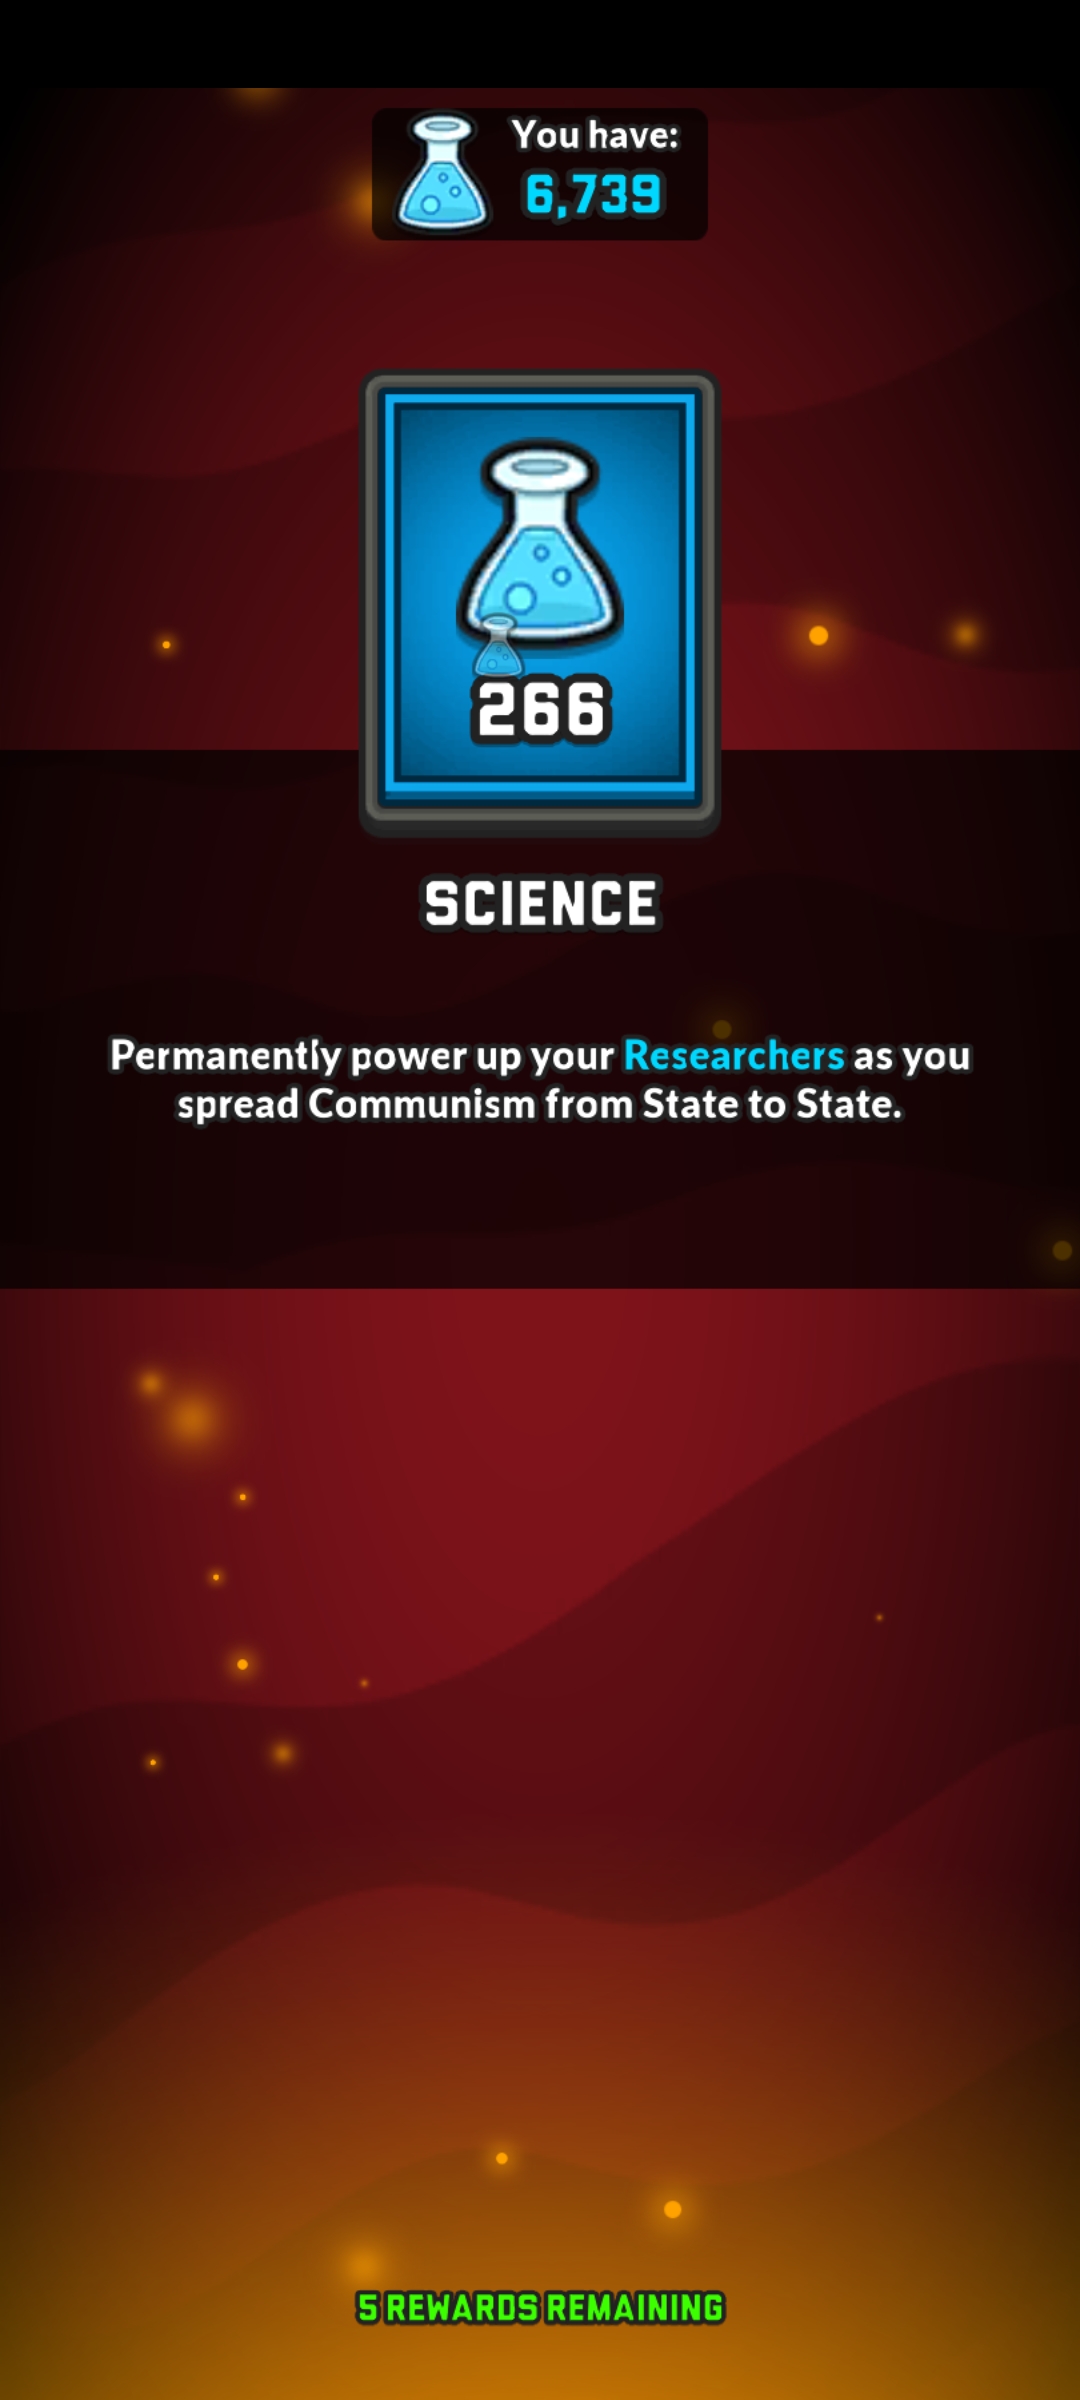 You have:
6,739
266
SCIENCE
Permanently power up your Researchers as you
spread Communism from State to State.
5 REWARDS REMAINING